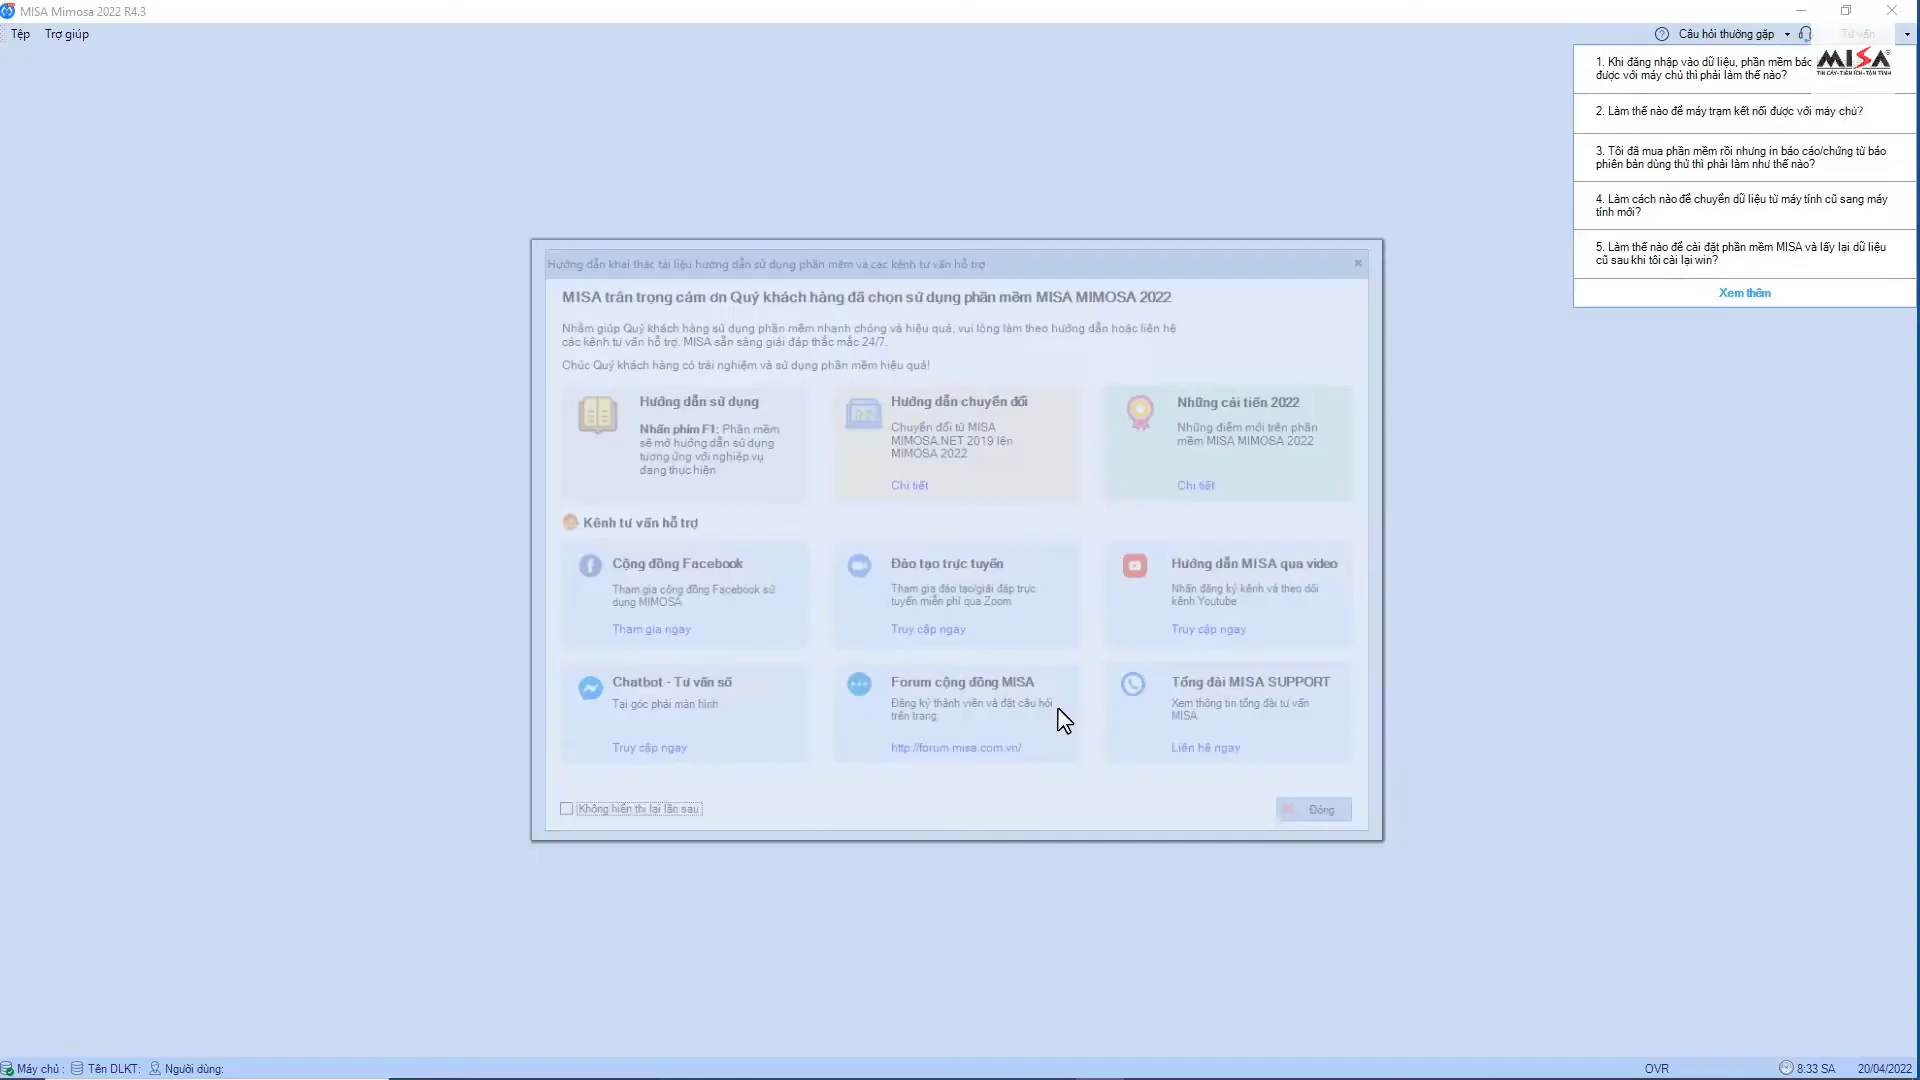 MISA Mimosa 2022 R4.3
Tệp Trợ giúp
Câu hỏi thường gặp
Tư vấn
1. Khi đăng nhập vào dữ liệu, phần mềm báo
được với máy chủ thì phải làm thế nào?
MISA
TIN CẬY-TIỆN ÍCH-TẬN TÌNH
2. Làm thế nào để máy trạm kết nối được với máy chủ?
3. Tôi đã mua phần mềm rồi nhưng in báo cáo/chứng từ báo
phiên bản dùng thử thì phải làm như thế nào?
4. Làm cách nào để chuyển dữ liệu từ máy tính cũ sang máy
tính mới?
5. Làm thế nào để cài đặt phần mềm MISA và lấy lại dữ liệu
cũ sau khi tôi cài lại win?
Xem thêm
Hướng dẫn khai thác tài liệu hướng dẫn sử dụng phần mềm và các kênh tư vấn hỗ trợ
MISA trân trọng cảm ơn Quý khách hàng đã chọn sử dụng phần mềm MISA MIMOSA 2022
Nhằm giúp Quý khách hàng sử dụng phần mềm nhanh chóng và hiệu quả, vui lòng làm theo hướng dẫn hoặc liên hệ
các kênh tư vấn hỗ trợ. MISA sẵn sàng giải đáp thắc mắc 24/7.
Chúc Quý khách hàng có trải nghiệm và sử dụng phần mềm hiệu quả!
Hướng dẫn sử dụng
Nhấn phím F1: Phần mềm
sẽ mở hướng dẫn sử dụng
tương ứng với nghiệp vụ
đang thực hiện
Hướng dẫn chuyển đổi
Chuyển đổi từ MISA
MIMOSA.NET 2019 lên
MIMOSA 2022
Chi tiết
Những cải tiến 2022
Những điểm mới trên phần
mềm MISA MIMOSA 2022
Chi tiết
Kênh tư vấn hỗ trợ
Cộng đồng Facebook
Tham gia cộng đồng Facebook sử
dụng MIMOSA
Tham gia ngay
Đào tạo trực tuyến
Tham gia đào tạo/giải đáp trực
tuyến miễn phí qua Zoom
Truy cập ngay
Hướng dẫn MISA qua video
Nhấn đăng ký kênh và theo dõi
kênh Youtube
Truy cập ngay
Chatbot - Tư vấn số
Tại góc phải màn hình
Truy cập ngay
Forum cộng đồng MISA
Đăng ký thành viên và đặt câu hỏi
trên trang:
http://forum.misa.com.vn/
Tổng đài MISA SUPPORT
Xem thông tin tổng đài tư vấn
MISA
Liên hệ ngay
Không hiển thị lại lần sau
Đóng
Máy chủ : Tên DLKT: Người dùng:
OVR
8:33 SA 20/04/2022